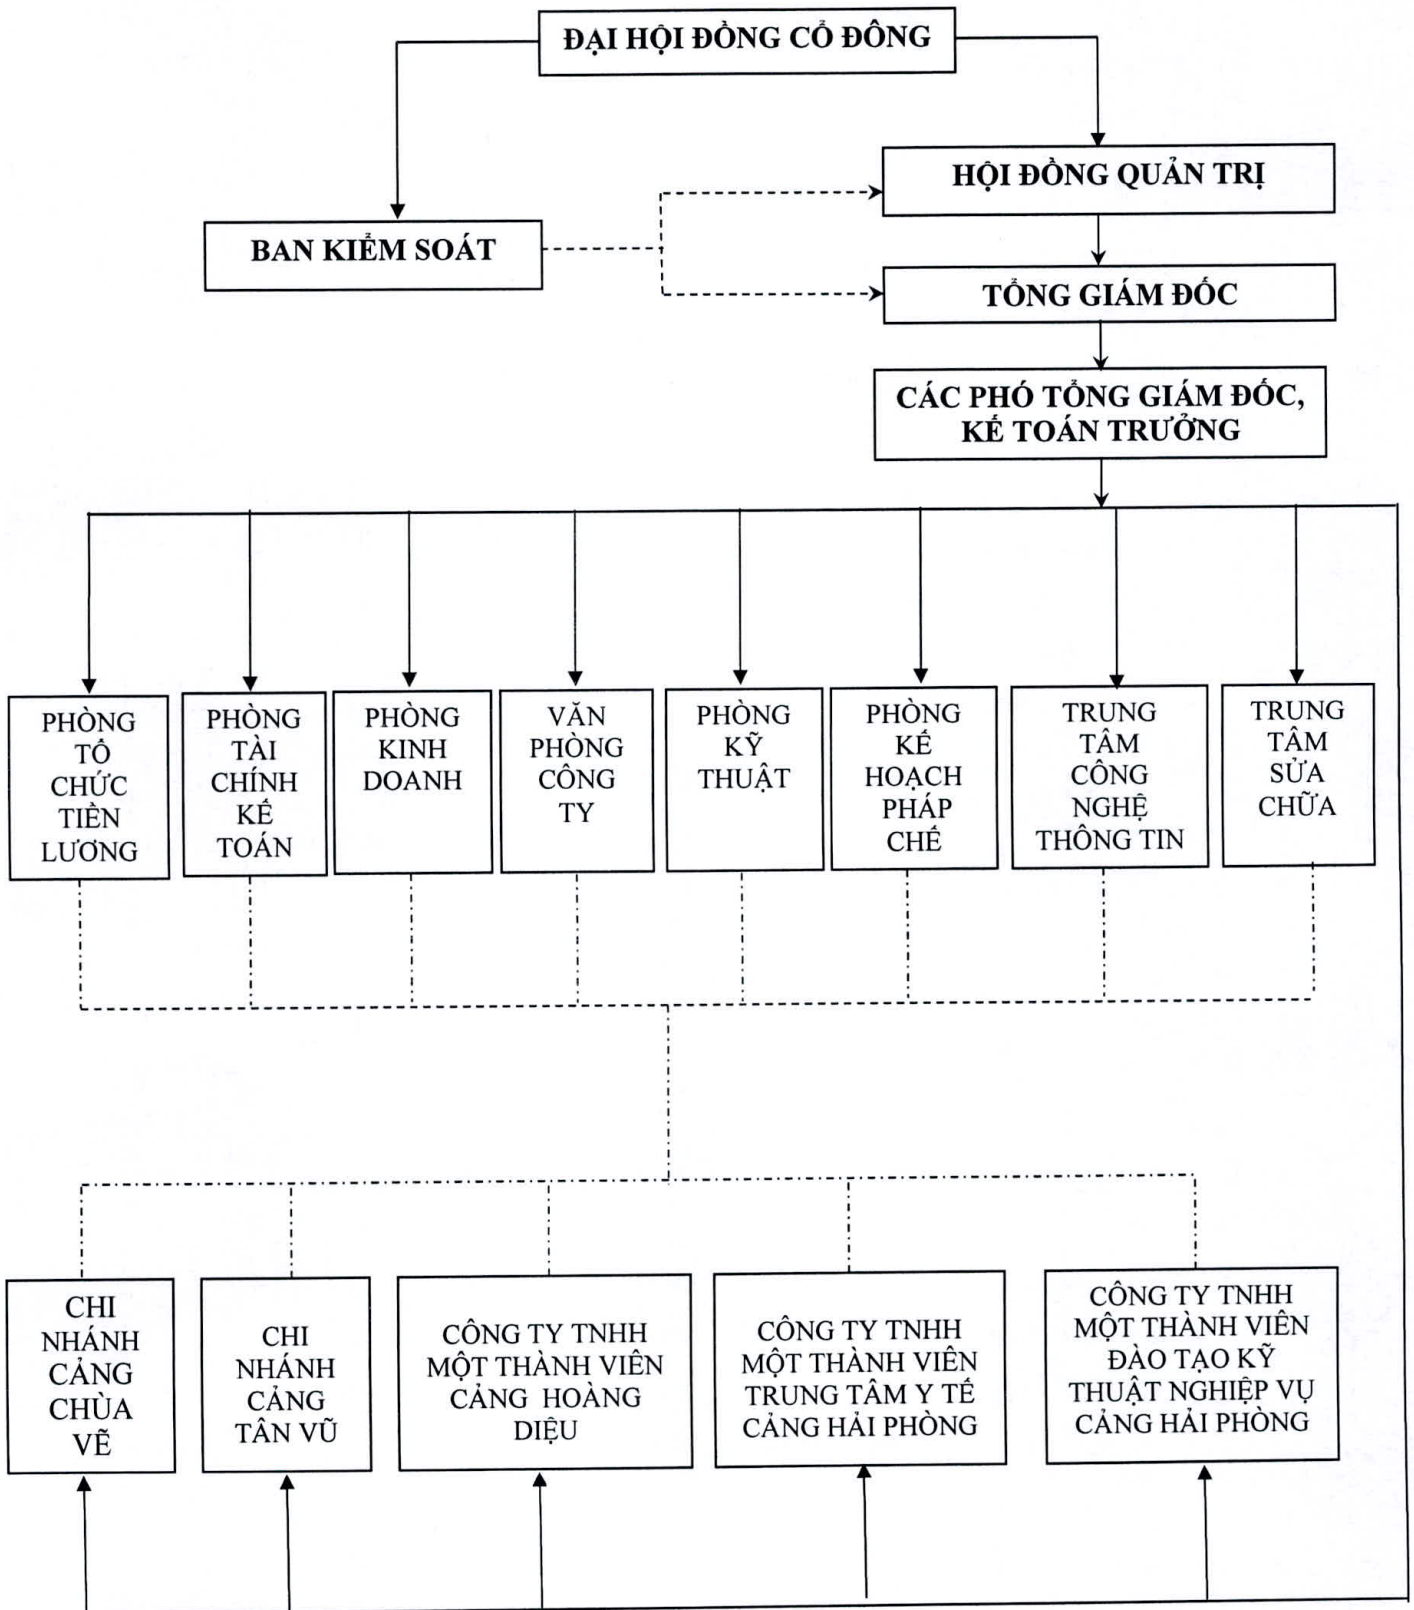 ĐẠI HỘI ĐỒNG CỔ ĐÔNG
HỘI ĐỒNG QUẢN TRỊ
BAN KIỂM SOÁT
TỔNG GIÁM ĐỐC
CÁC PHÓ TỔNG GIÁM ĐỐC,
KẾ TOÁN TRƯỞNG
PHÒNG
TỔ
CHỨC
TIỀN
LƯƠNG
PHÒNG
TÀI
CHÍNH
KẾ
TOÁN
PHÒNG
KINH
DOANH
VĂN
PHÒNG
CÔNG
TY
PHÒNG
KỸ
THUẬT
PHÒNG
KẾ
HOẠCH
PHÁP
CHẾ
TRUNG
TÂM
CÔNG
NGHỆ
THÔNG TIN
TRUNG
TÂM
SỬA
CHỮA
CHI
NHÁNH
CẢNG
CHÙA
VẼ
CHI
NHÁNH
CẢNG
TÂN VŨ
CÔNG TY TNHH
MỘT THÀNH VIÊN
CẢNG HOÀNG
DIỆU
CÔNG TY TNHH
MỘT THÀNH VIÊN
TRUNG TÂM Y TẾ
CẢNG HẢI PHÒNG
CÔNG TY TNHH
MỘT THÀNH VIÊN
ĐÀO TẠO KỸ
THUẬT NGHIỆP VỤ
CẢNG HẢI PHÒNG